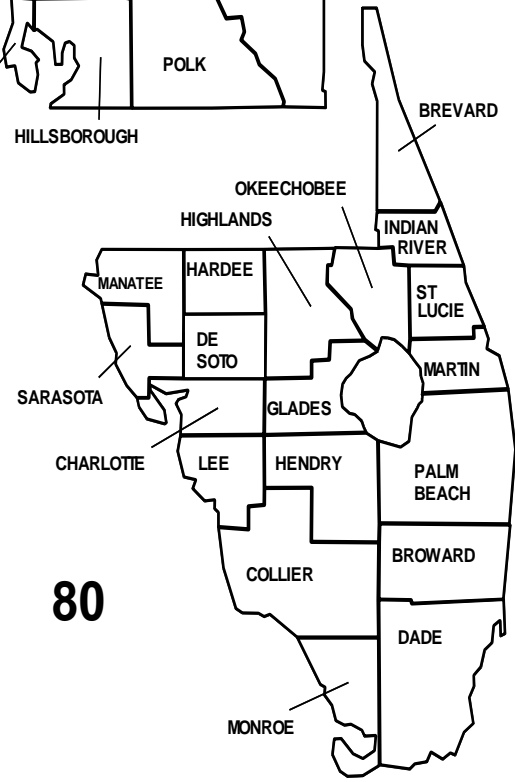 POLK
HILLSBOROUGH
BREVARD
OKEECHOBEE
HIGHLANDS
INDIAN
RIVER
MANATEE
HARDEE
ST
LUCIE
DE
SOTO
MARTIN
SARASOTA
GLADES
CHARLOTTE
LEE
HENDRY
PALM
BEACH
BROWARD
COLLIER
80
DADE
MONROE